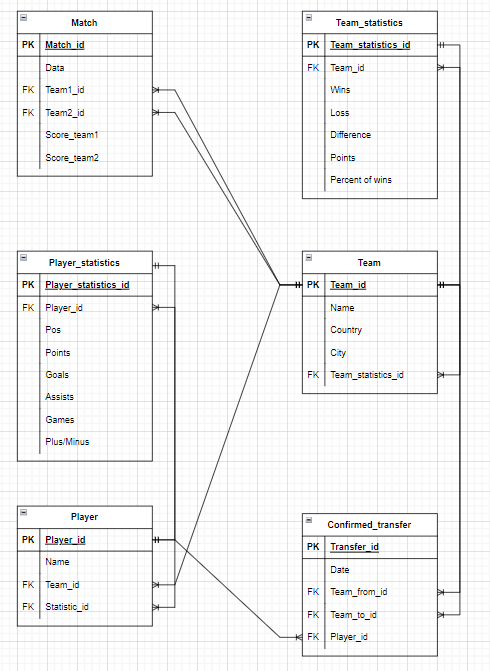 Match
PK Match_id
Data
FK Team1_id
FK Team2_id
Score_team1
Score_team2
Team_statistics
PK Team_statistics_id
FK Team_id
Wins
Loss
Difference
Points
Percent of wins
Player_statistics
PK Player_statistics_id
FK Player_id
Pos
Points
Goals
Assists
Games
Plus/Minus
Team
PK Team_id
Name
Country
City
FK Team_statistics_id
Player
PK Player_id
Name
FK Team_id
FK Statistic_id
Confirmed_transfer
PK Transfer_id
Date
FK Team_from_id
FK Team_to_id
FK Player_id